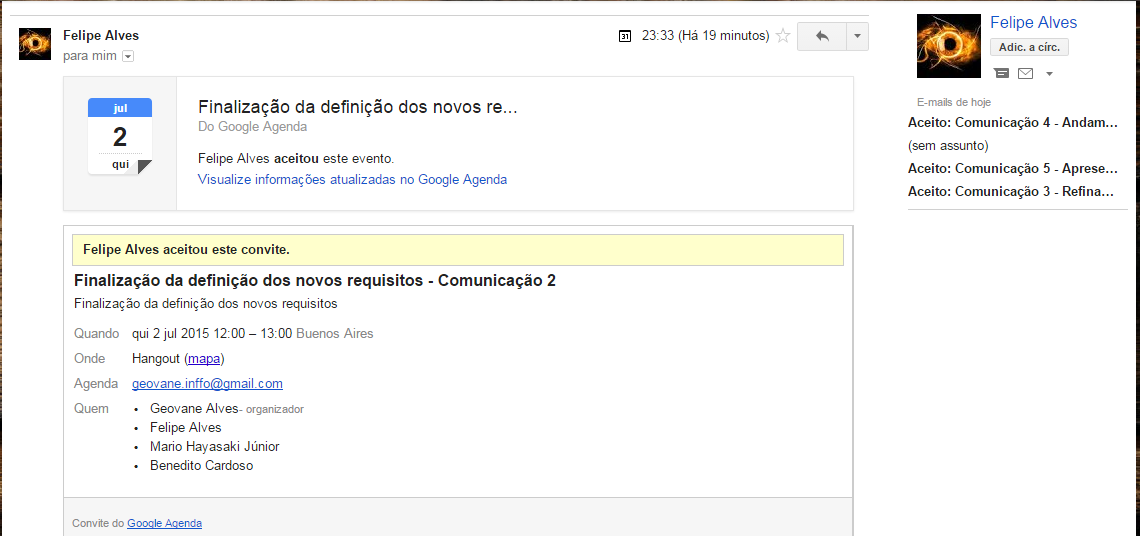 Felipe Alves
31 23:33 (Há 19 minutos)
para mim
jul
2
qui
Finalização da definição dos novos re...
Do Google Agenda
Felipe Alves aceitou este evento.
Visualize informações atualizadas no Google Agenda
Felipe Alves aceitou este convite.
Finalização da definição dos novos requisitos - Comunicação 2
Finalização da definição dos novos requisitos
Quando qui 2 jul 2015 12:00 – 13:00 Buenos Aires
Onde Hangout (mapa)
Agenda geovane.inffo@gmail.com
Quem • Geovane Alves- organizador
• Felipe Alves
• Mario Hayasaki Júnior
• Benedito Cardoso
Convite do Google Agenda
Felipe Alves
Adic. a círc.
E-mails de hoje
Aceito: Comunicação 4 - Andam...
(sem assunto)
Aceito: Comunicação 5 - Aprese...
Aceito: Comunicação 3 - Refina...